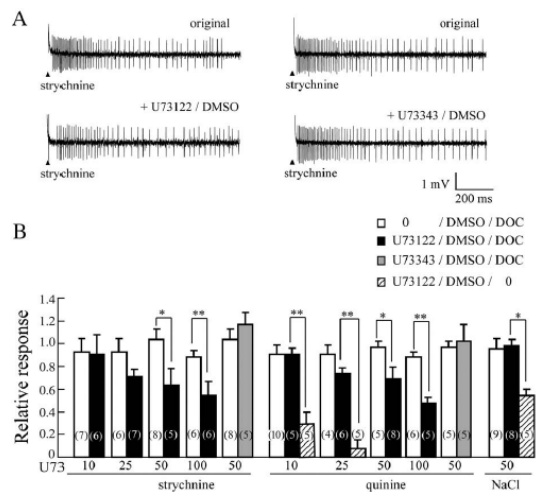 A
original
original
strychnine
strychnine
+ U73122 / DMSO
+ U73343 / DMSO
strychnine
strychnine
1 mV
200 ms
0 / DMSO / DOC
U73122 / DMSO / DOC
U73343 / DMSO / DOC
U73122 / DMSO / 0
B
Relative response
1.4
1.2
1.0
0.8
0.6
0.4
0.2
0
* ** ** ** * ** *
(7) (6) (6) (7) (8) (5) (6) (6) (8) (5) (10) (5) (5) (4) (6) (5) (5) (8) (6) (5) (5) (5) (9) (8) (5)
U73 10 25 50 100 50 10 25 50 100 50 50
strychnine quinine NaCl